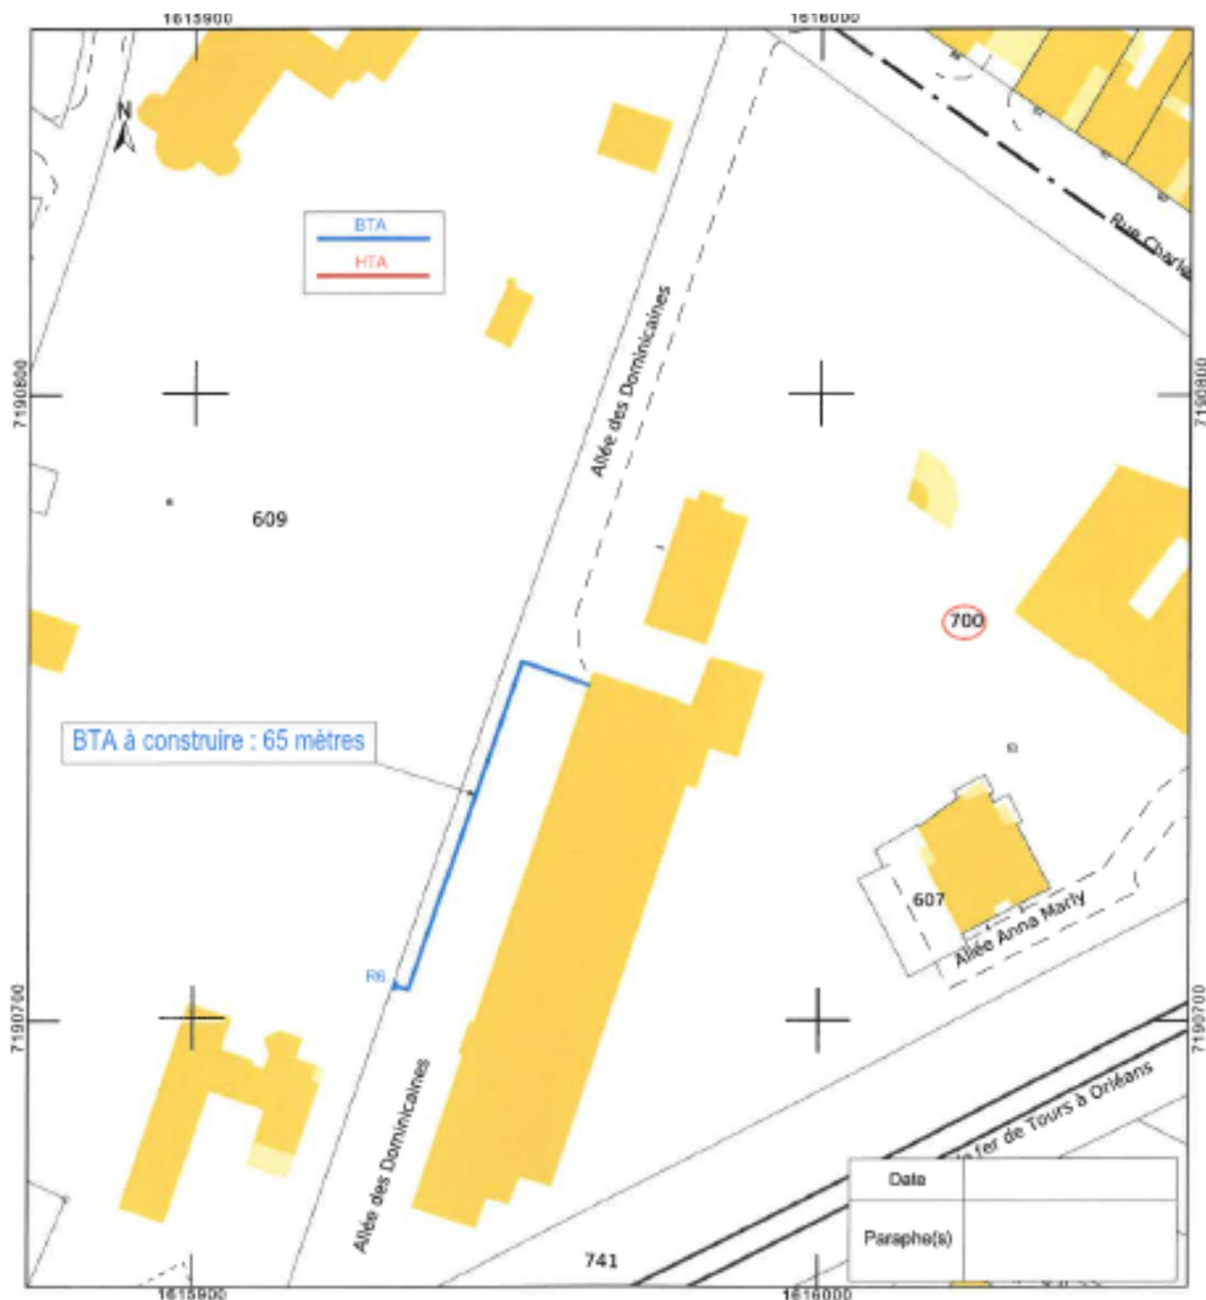 1615900
1616000
N
BTA
HTA
Rue Charle
Allée des Dominicaines
7190800
7190800
609
700
BTA à construire : 65 mètres
607
Allée Anna Marly
R6
7190700
7190700
Allée des Dominicaines
fer de Tours à Orléans
Date
Paraphe(s)
741
1615900
1616000